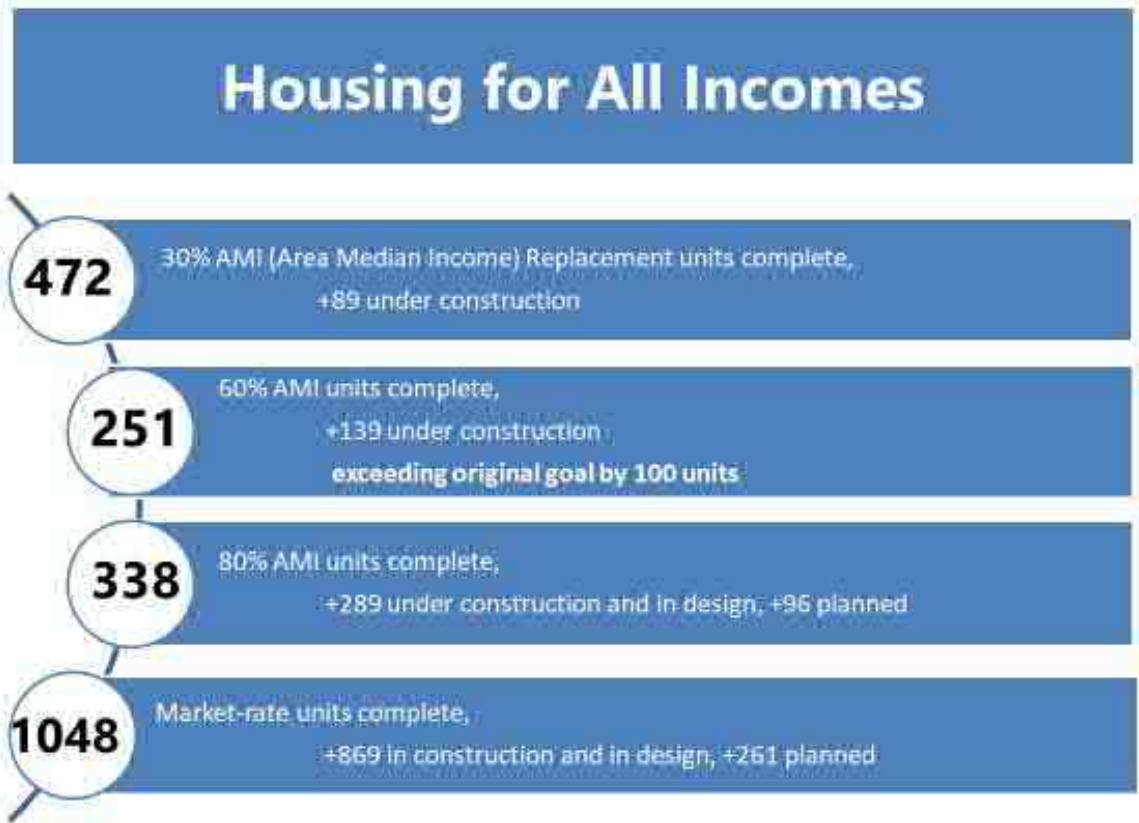 Housing for All Incomes
472
30% AMI (Area Median Income) Replacement units complete,
+89 under construction
251
60% AMI units complete,
+139 under construction
exceeding original goal by 100 units
338
80% AMI units complete,
+289 under construction and in design, +96 planned
1048
Market-rate units complete,
+869 in construction and in design, +261 planned